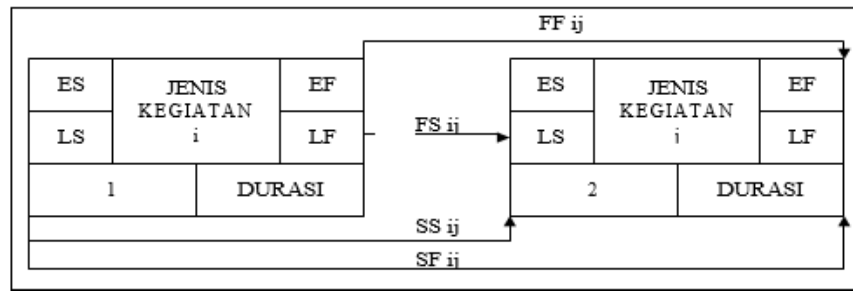 FF ij
ES
JENIS
KEGIATAN
i
EF
LS
LF
1
DURASI
FS ij
ES
JENIS
KEGIATAN
j
EF
LS
LF
2
DURASI
SS ij
SF ij